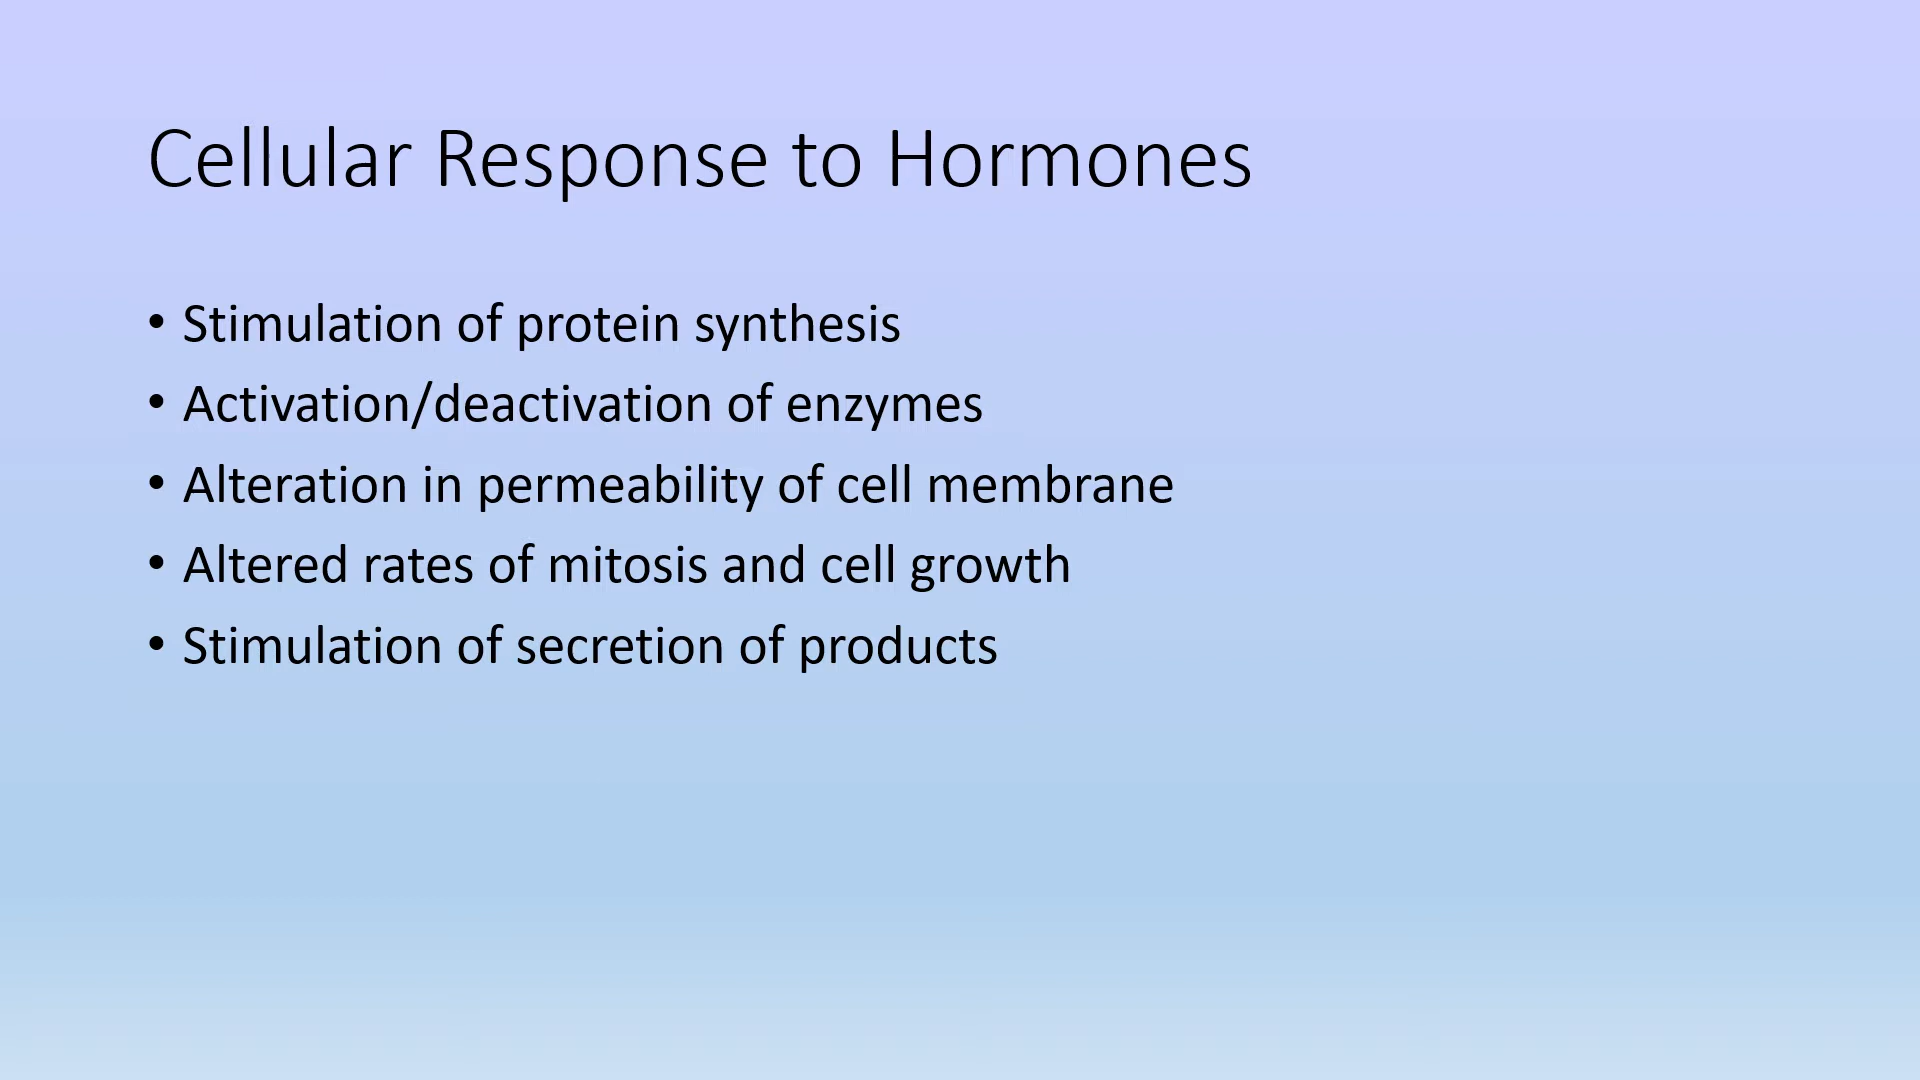 Cellular Response to Hormones
• Stimulation of protein synthesis
• Activation/deactivation of enzymes
• Alteration in permeability of cell membrane
• Altered rates of mitosis and cell growth
• Stimulation of secretion of products